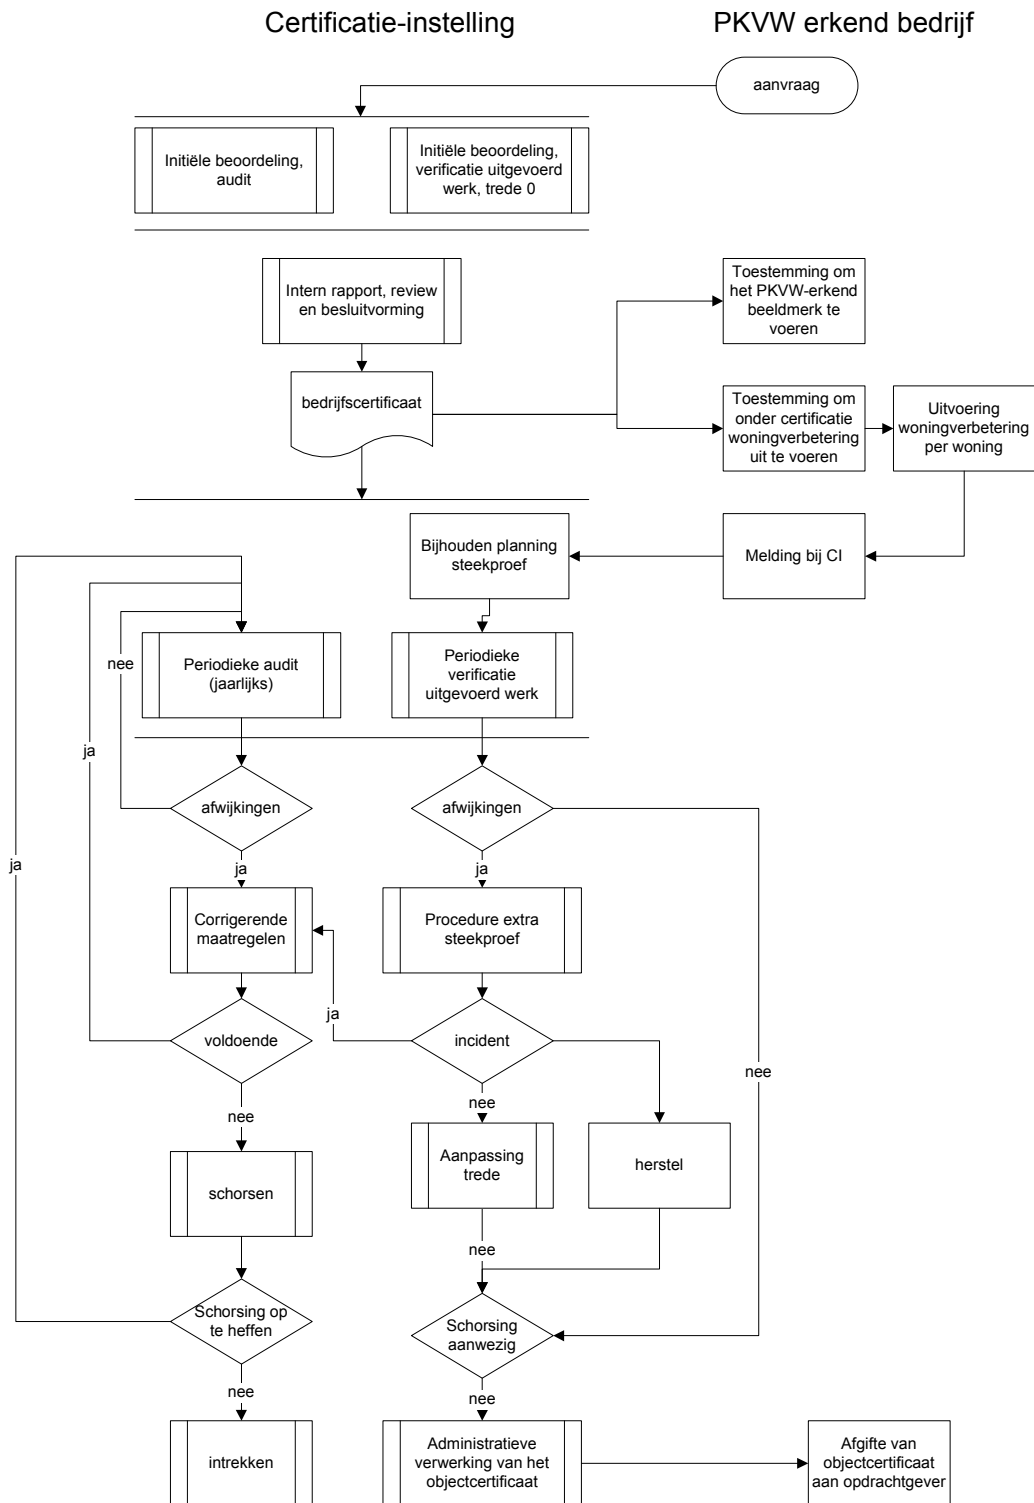 Certificatie-instelling
PKVW erkend bedrijf
aanvraag
Initiële beoordeling,
audit
Initiële beoordeling,
verificatie uitgevoerd
werk, trede 0
Intern rapport, review
en besluitvorming
Toestemming om
het PKVW-erkend
beeldmerk te
voeren
bedrijfscertificaat
Toestemming om
onder certificatie
woningverbetering
uit te voeren
Uitvoering
woningverbetering
per woning
Bijhouden planning
steekproef
Melding bij CI
nee
Periodieke audit
(jaarlijks)
Periodieke
verificatie
uitgevoerd werk
ja
afwijkingen
afwijkingen
ja
ja
ja
Corrigerende
maatregelen
Procedure extra
steekproef
ja
voldoende
incident
nee
nee
nee
Aanpassing
trede
herstel
schorsen
nee
Schorsing op
te heffen
Schorsing
aanwezig
nee
nee
intrekken
Administratieve
verwerking van het
objectcertificaat
Afgifte van
objectcertificaat
aan opdrachtgever